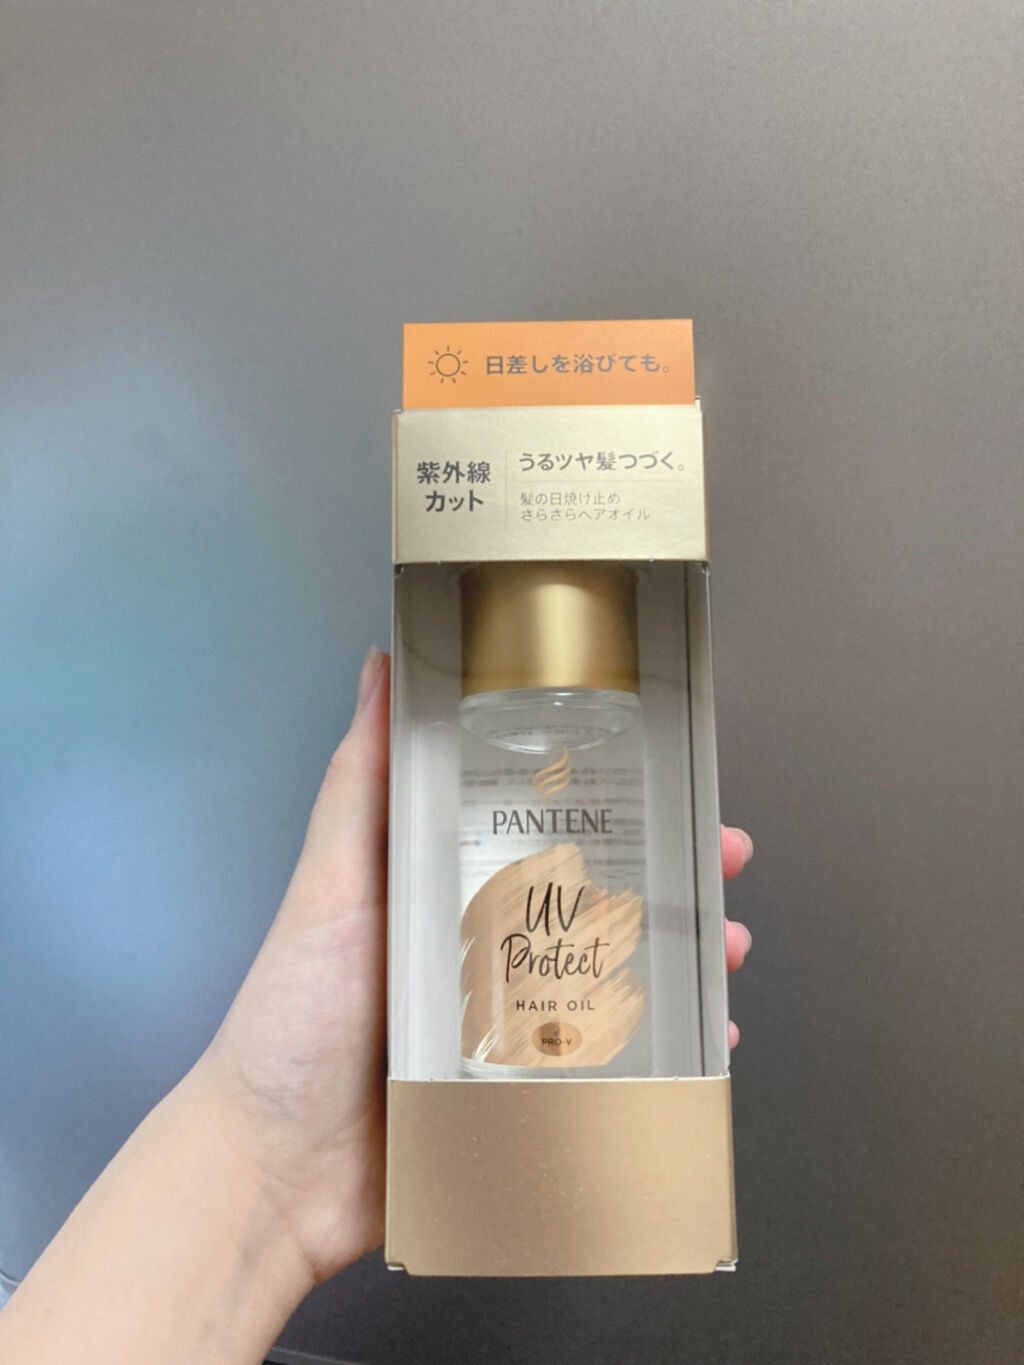 日差しを浴びても。
紫外線
カット
うるツヤ髪つづく。
髪の日焼け止め
さらさらヘアオイル
PANTENE
UV
Protect
HAIR OIL
PRO-V